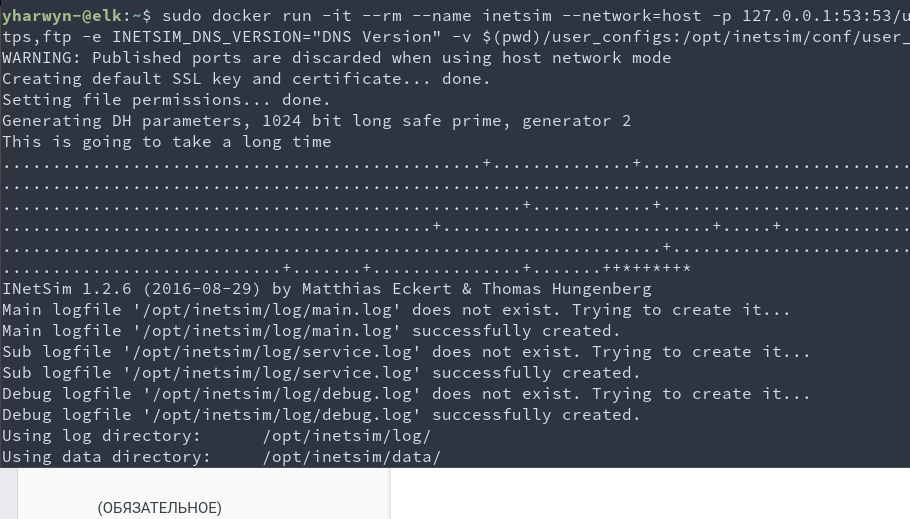 yharwyn-@elk:~$ sudo docker run -it --rm --name inetsim --network=host -p 127.0.0.1:53:53/u
tps,ftp -e INETSIM_DNS_VERSION="DNS Version" -v $(pwd)/user_configs:/opt/inetsim/conf/user_
WARNING: Published ports are discarded when using host network mode
Creating default SSL key and certificate... done.
Setting file permissions... done.
Generating DH parameters, 1024 bit long safe prime, generator 2
This is going to take a long time
................................................+..............+...........................
...........................................................................................
....................................................+............+.........................
...........................................+...........................+.....+.............
..................................................................+........................
............................+.......+...............+.......++*++*++*
INetSim 1.2.6 (2016-08-29) by Matthias Eckert & Thomas Hungenberg
Main logfile '/opt/inetsim/log/main.log' does not exist. Trying to create it...
Main logfile '/opt/inetsim/log/main.log' successfully created.
Sub logfile '/opt/inetsim/log/service.log' does not exist. Trying to create it...
Sub logfile '/opt/inetsim/log/service.log' successfully created.
Debug logfile '/opt/inetsim/log/debug.log' does not exist. Trying to create it...
Debug logfile '/opt/inetsim/log/debug.log' successfully created.
Using log directory:      /opt/inetsim/log/
Using data directory:     /opt/inetsim/data/
(ОБЯЗАТЕЛЬНОЕ)